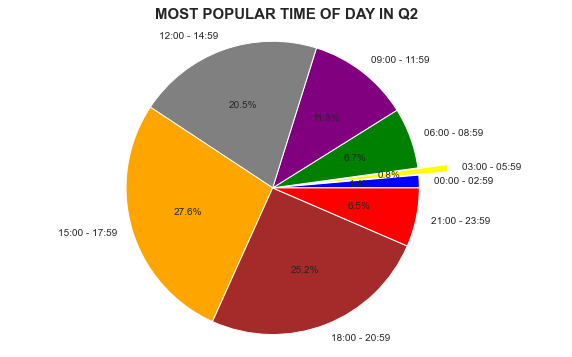 MOST POPULAR TIME OF DAY IN Q2
12:00 - 14:59
09:00 - 11:59
20.5%
11.3%
06:00 - 08:59
6.7%
03:00 - 05:59
0.8%
00:00 - 02:59
6.5%
21:00 - 23:59
27.6%
15:00 - 17:59
25.2%
18:00 - 20:59